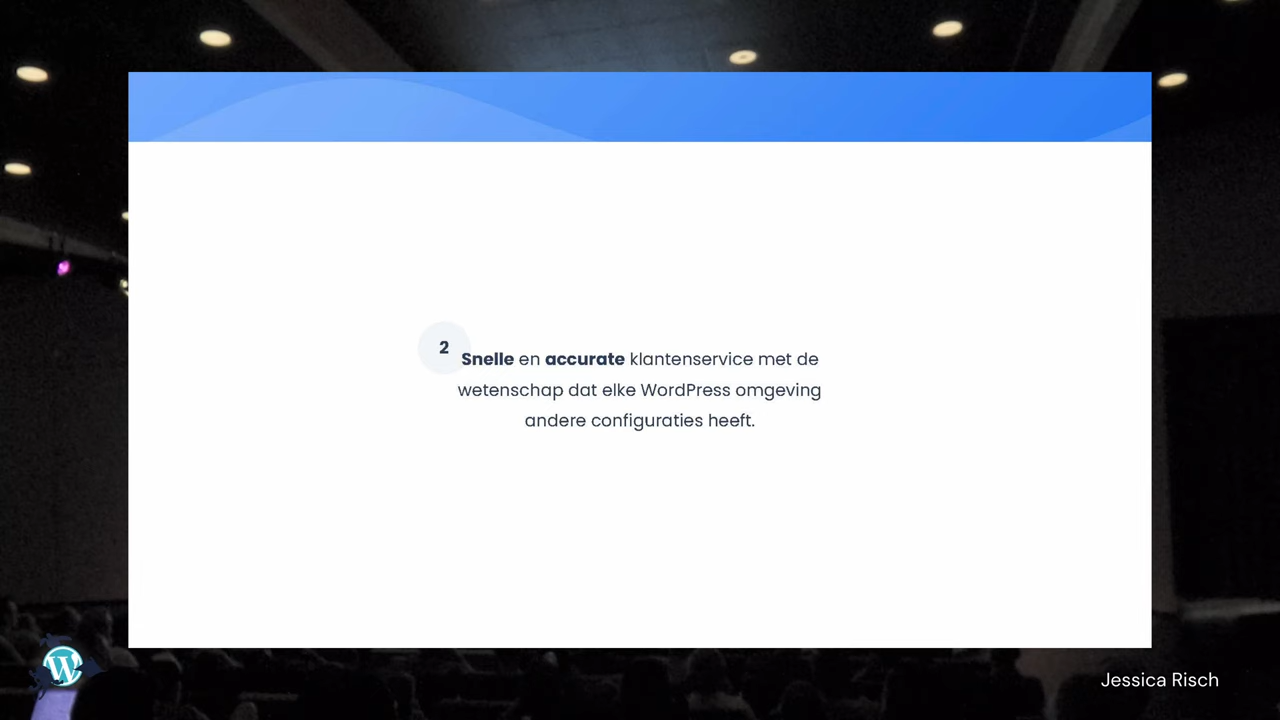 2
Snelle en accurate klantenservice met de
wetenschap dat elke WordPress omgeving
andere configuraties heeft.
Jessica Risch